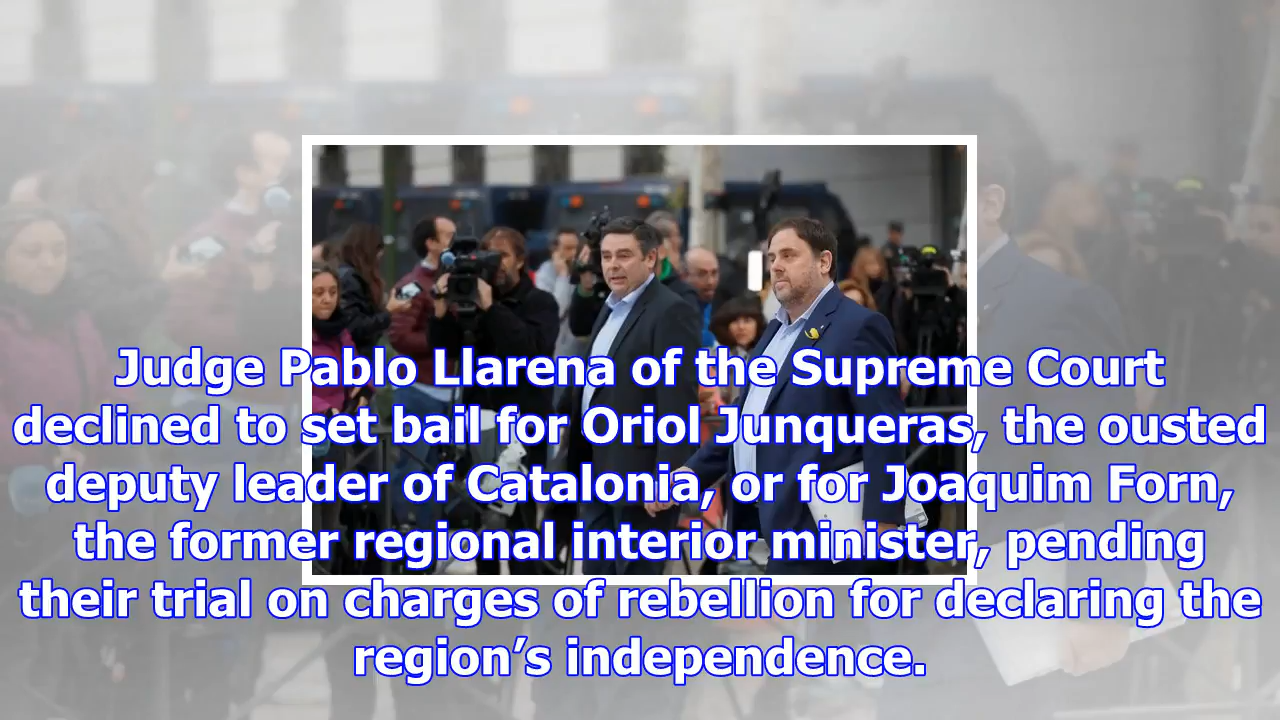 Judge Pablo Llarena of the Supreme Court
declined to set bail for Oriol Junqueras, the ousted
deputy leader of Catalonia, or for Joaquim Forn,
the former regional interior minister, pending
their trial on charges of rebellion for declaring the
region’s independence.